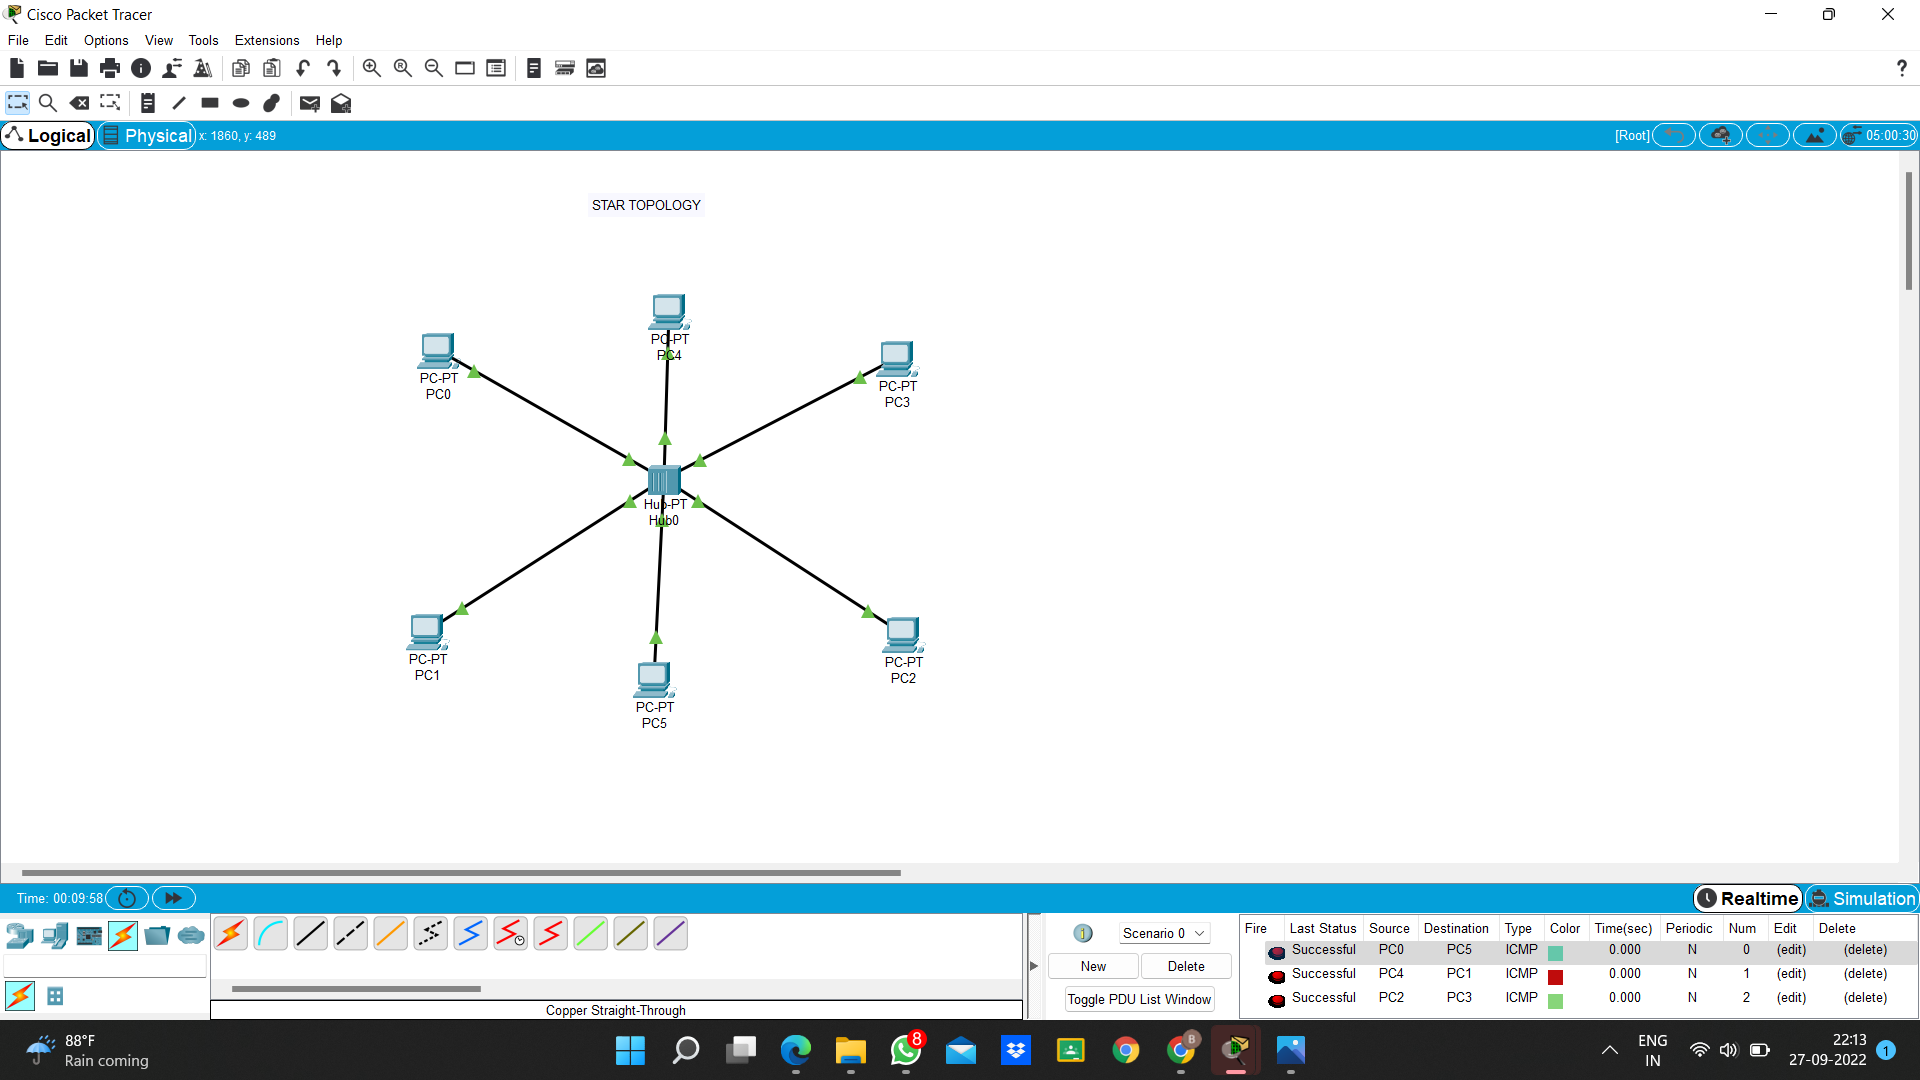 Cisco Packet Tracer
File Edit Options View Tools Extensions Help
Logical Physical x: 1860, y: 489 [Root] 05:00:30
STAR TOPOLOGY
PC-PT
PC4
PC-PT
PC0
PC-PT
PC3
Hub-PT
Hub0
PC-PT
PC1
PC-PT
PC2
PC-PT
PC5
Time: 00:09:58 Realtime Simulation
Scenario 0
New Delete
Toggle PDU List Window
Copper Straight-Through
Fire Last Status Source Destination Type Color Time(sec) Periodic Num Edit Delete
Successful PC0 PC5 ICMP 0.000 N 0 (edit) (delete)
Successful PC4 PC1 ICMP 0.000 N 1 (edit) (delete)
Successful PC2 PC3 ICMP 0.000 N 2 (edit) (delete)
88°F
Rain coming
8
B
ENG
IN
22:13
27-09-2022
1